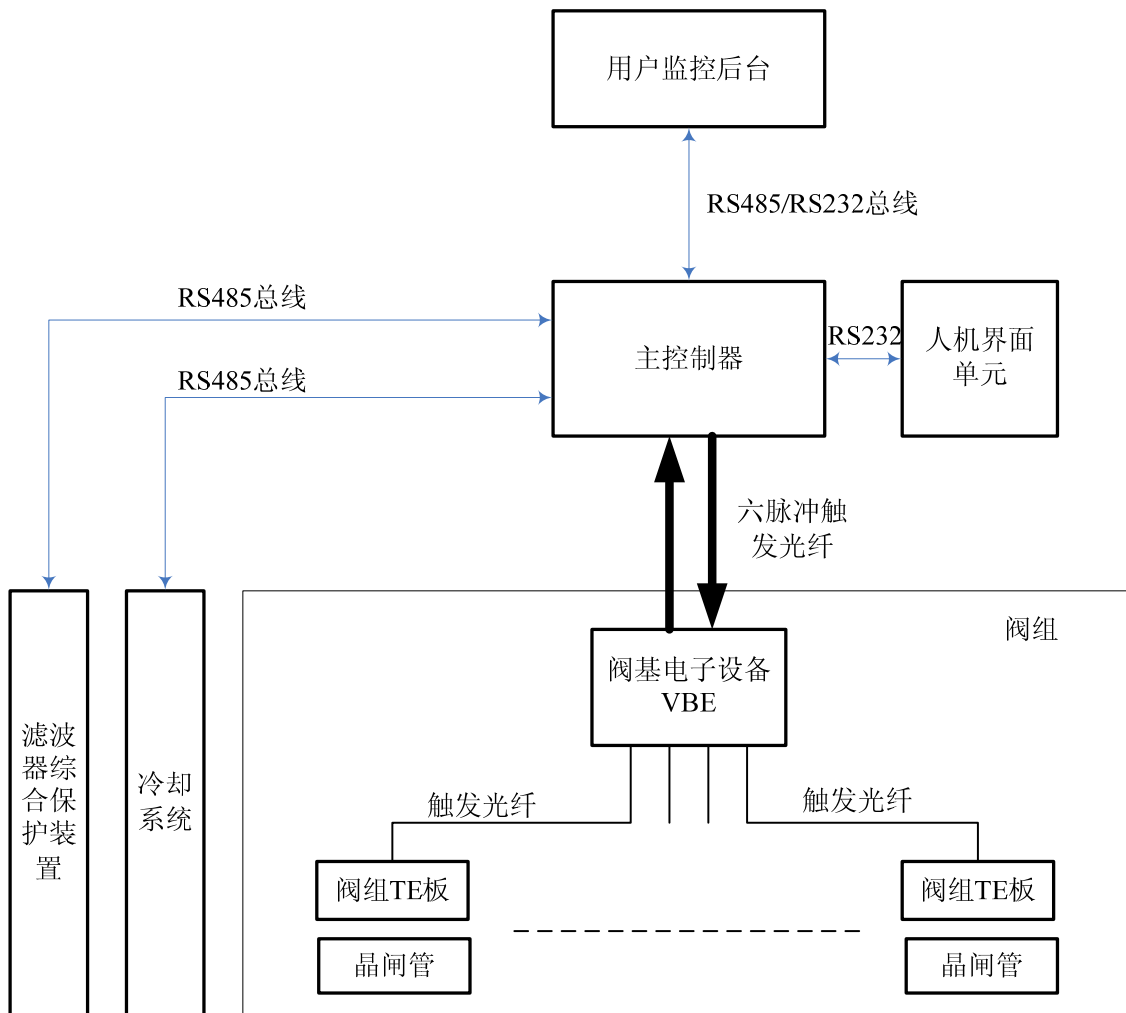 用户监控后台
RS485/RS232总线
RS485总线
主控制器
RS232
人机界面
单元
RS485总线
六脉冲触
发光纤
阀组
阀基电子设备
VBE
滤波
器综
合保
护装
置
冷却
系统
触发光纤
触发光纤
阀组TE板
阀组TE板
晶闸管
晶闸管